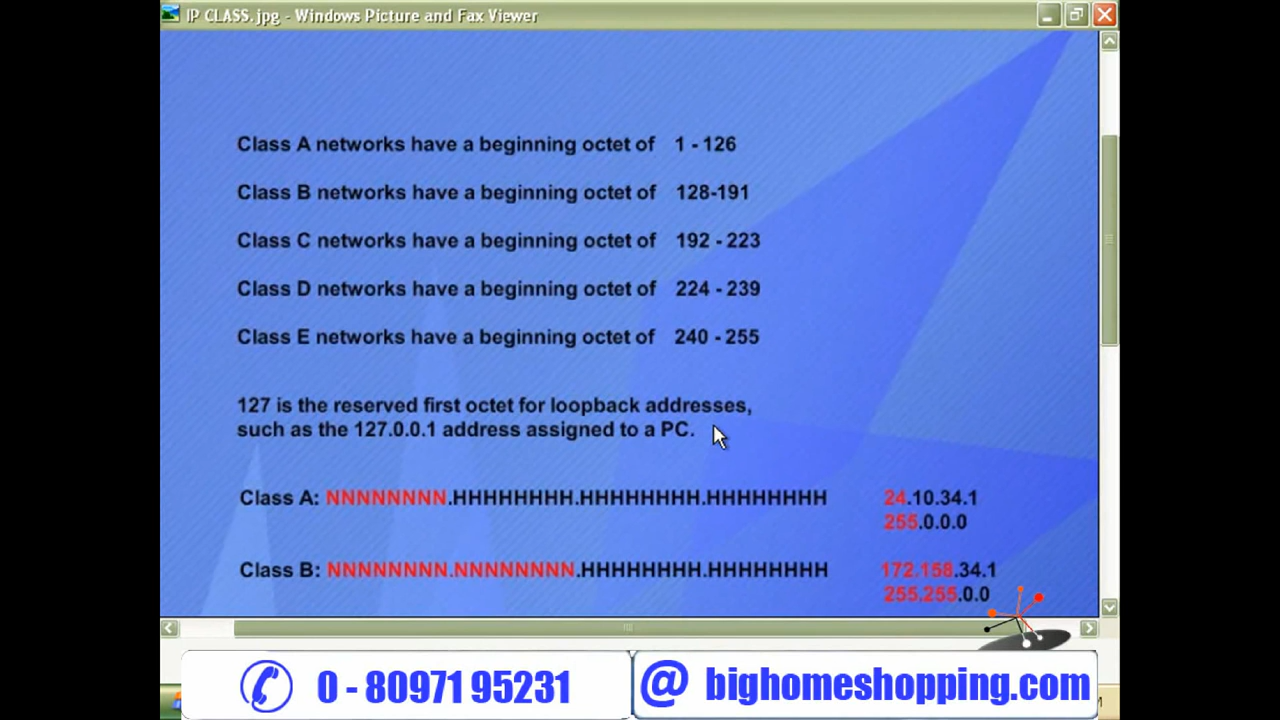 IP CLASS.jpg - Windows Picture and Fax Viewer
Class A networks have a beginning octet of 1 - 126
Class B networks have a beginning octet of 128-191
Class C networks have a beginning octet of 192 - 223
Class D networks have a beginning octet of 224 - 239
Class E networks have a beginning octet of 240 - 255
127 is the reserved first octet for loopback addresses,
such as the 127.0.0.1 address assigned to a PC.
Class A: NNNNNNNN.HHHHHHHH.HHHHHHHH.HHHHHHHH 24.10.34.1
255.0.0.0
Class B: NNNNNNNN.NNNNNNNN.HHHHHHHH.HHHHHHHH 172.158.34.1
255.255.0.0
0 - 80971 95231 @ bighomeshopping.com